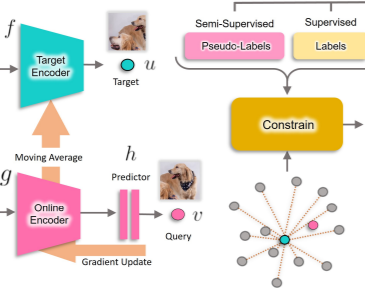 f
Target
Encoder
u
Target
Moving Average
g
Online
Encoder
h
Predictor
v
Query
Gradient Update
Semi-Supervised
Supervised
Pseudo-Labels
Labels
Constrain